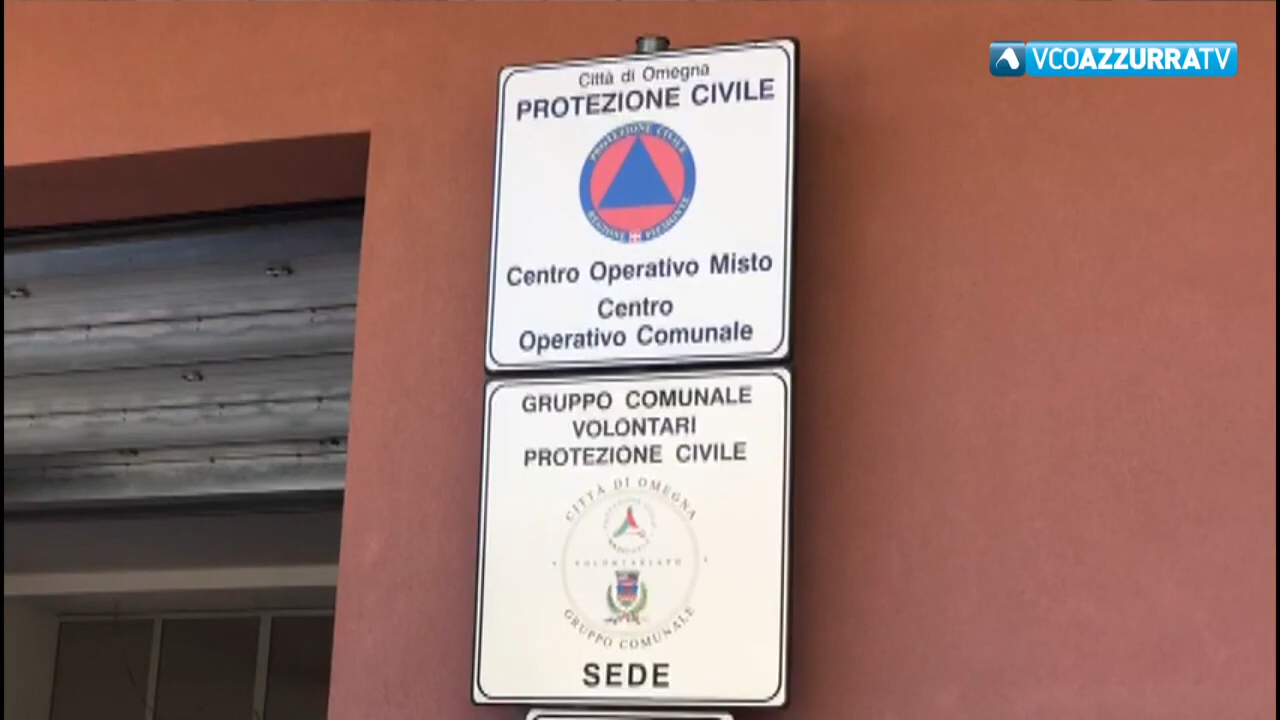 VCOAZZURRATV
Città di Omegna
PROTEZIONE CIVILE
PROTEZIONE CIVILE
REGIONE PIEMONTE
Centro Operativo Misto
Centro
Operativo Comunale
GRUPPO COMUNALE
VOLONTARI
PROTEZIONE CIVILE
CITTÀ DI OMEGNA
VOLONTARIATO
GRUPPO COMUNALE
SEDE